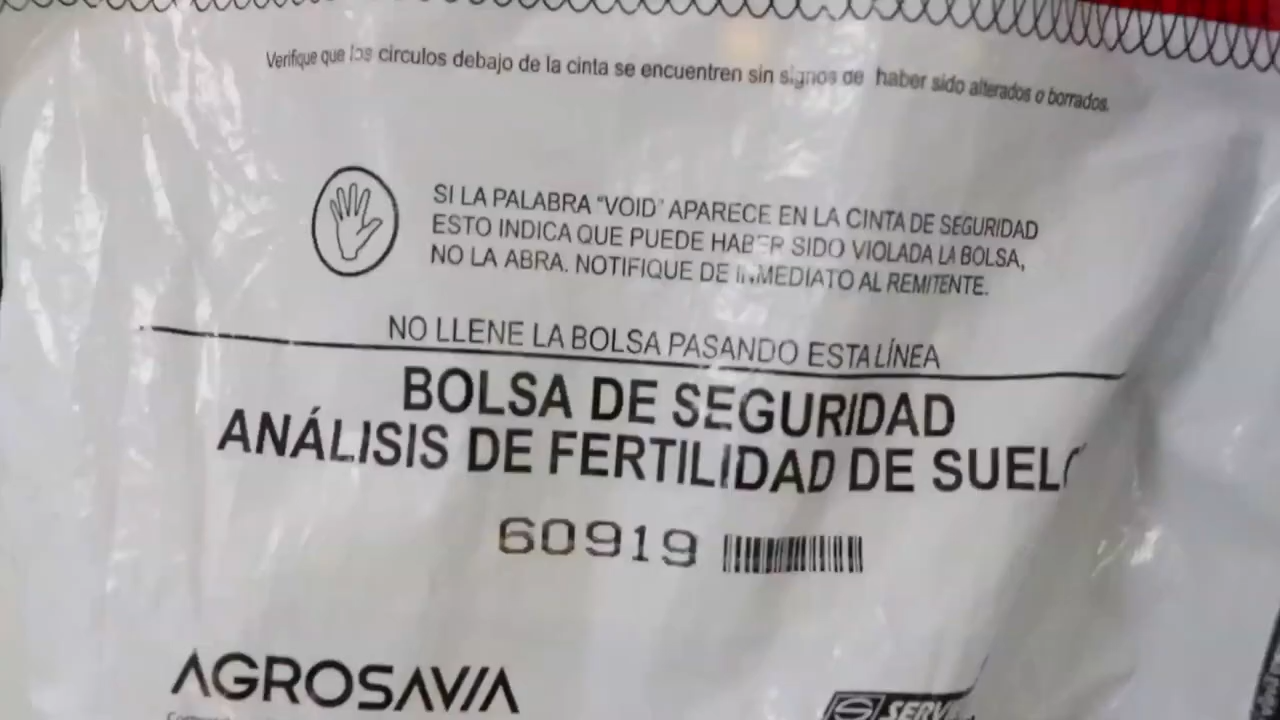 Verifique que los círculos debajo de la cinta se encuentren sin signos de haber sido alterados o borrados.
SI LA PALABRA "VOID" APARECE EN LA CINTA DE SEGURIDAD
ESTO INDICA QUE PUEDE HABER SIDO VIOLADA LA BOLSA,
NO LA ABRA. NOTIFIQUE DE INMEDIATO AL REMITENTE.
NO LLENE LA BOLSA PASANDO ESTA LÍNEA
BOLSA DE SEGURIDAD
ANÁLISIS DE FERTILIDAD DE SUELO
60919
AGROSAVIA